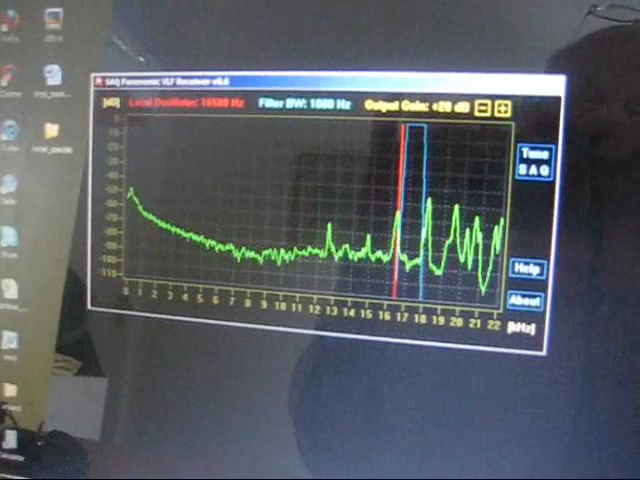 SAQ Panoramic VLF Receiver v0.6
[dB] Local Oscillator: 16500 Hz Filter BW: 1000 Hz Output Gain: +20 dB
0
-10
-20
-30
-40
-50
-60
-70
-80
-90
-100
-110
Tune
SAQ
Help
About
0 1 2 3 4 5 6 7 8 9 10 11 12 13 14 15 16 17 18 19 20 21 22 [kHz]